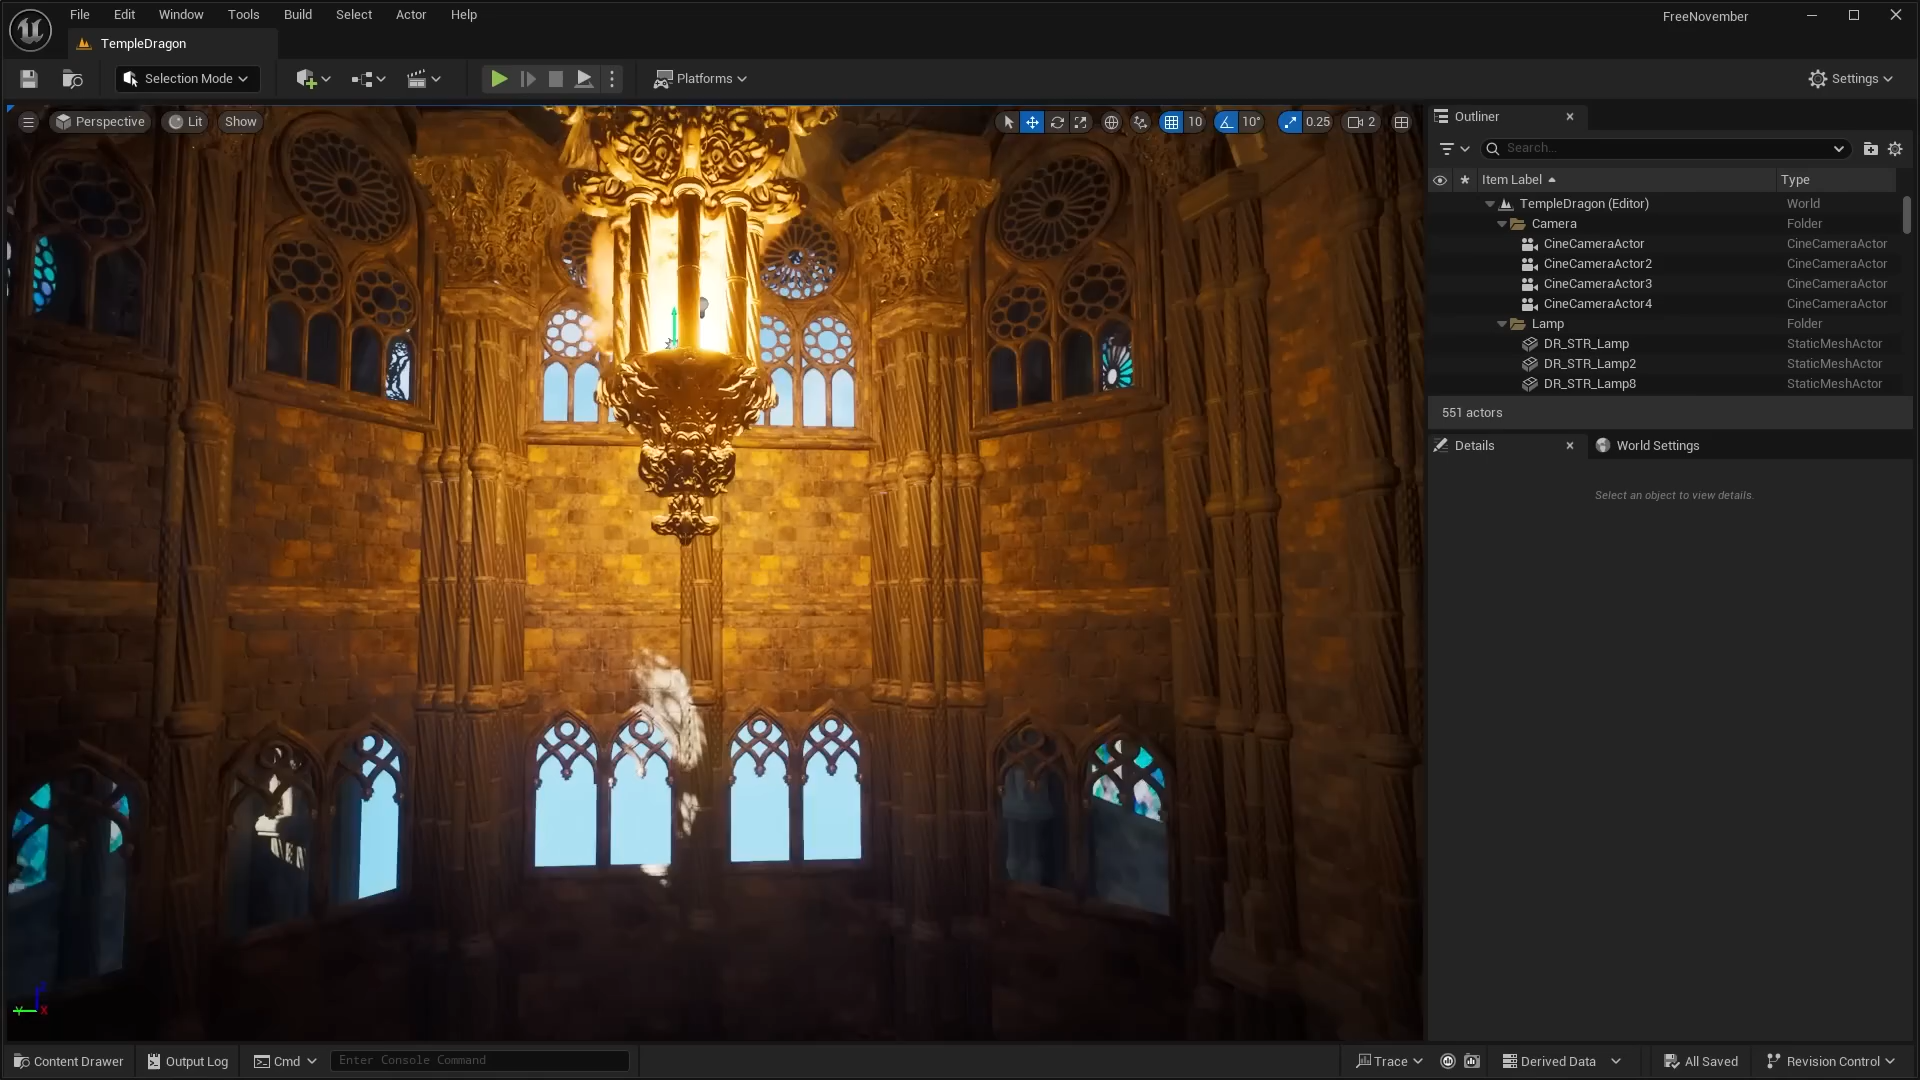 File Edit Window Tools Build Select Actor Help
FreeNovember
TempleDragon
Selection Mode
Platforms
Settings
Perspective Lit Show
10 10° 0.25 2
Outliner
Search...
Item Label Type
TempleDragon (Editor) World
Camera Folder
CineCameraActor CineCameraActor
CineCameraActor2 CineCameraActor
CineCameraActor3 CineCameraActor
CineCameraActor4 CineCameraActor
Lamp Folder
DR_STR_Lamp StaticMeshActor
DR_STR_Lamp2 StaticMeshActor
DR_STR_Lamp8 StaticMeshActor
551 actors
Details World Settings
Select an object to view details.
Y X
Content Drawer Output Log Cmd Enter Console Command Trace Derived Data All Saved Revision Control